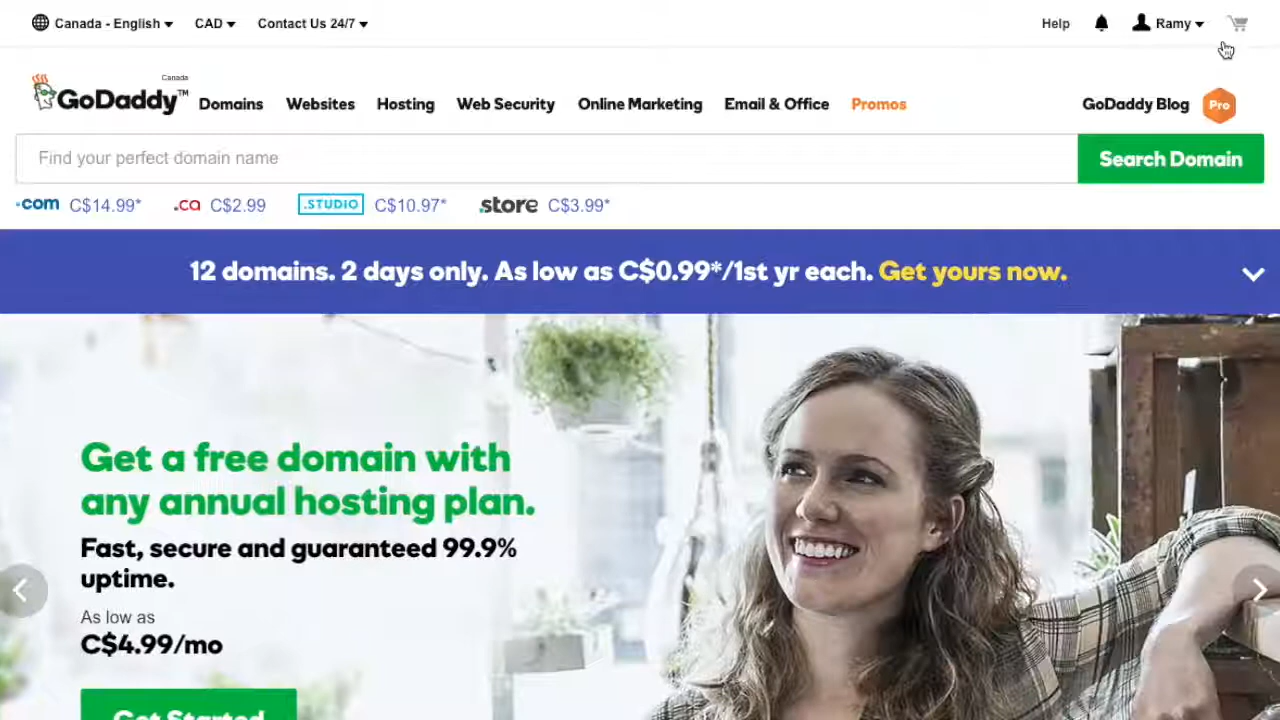 Canada - English CAD Contact Us 24/7 Help Ramy
Canada
GoDaddy™ Domains Websites Hosting Web Security Online Marketing Email & Office Promos GoDaddy Blog Pro
Find your perfect domain name Search Domain
.com C$14.99* .ca C$2.99 .STUDIO C$10.97* .store C$3.99*
12 domains. 2 days only. As low as C$0.99*/1st yr each. Get yours now.
Get a free domain with
any annual hosting plan.
Fast, secure and guaranteed 99.9%
uptime.
As low as
C$4.99/mo
Get Started